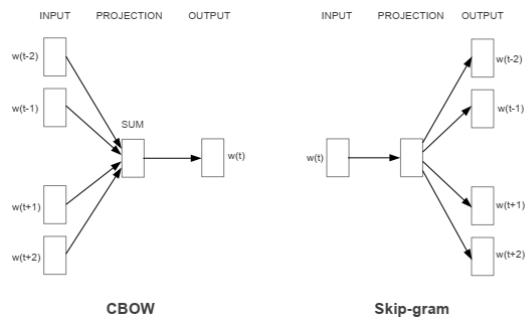 INPUT PROJECTION OUTPUT
w(t-2)
w(t-1)
SUM
w(t)
w(t+1)
w(t+2)
CBOW
INPUT PROJECTION OUTPUT
w(t-2)
w(t-1)
w(t)
w(t+1)
w(t+2)
Skip-gram